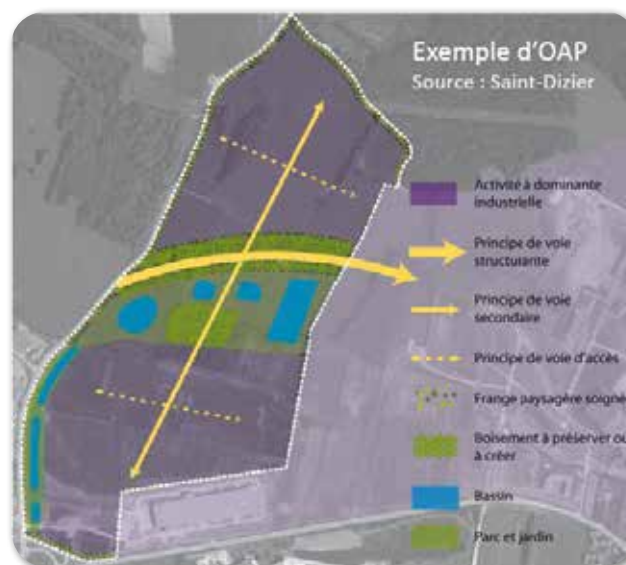 Exemple d'OAP
Source : Saint-Dizier
Activité à dominante
industrielle
Principe de voie
structurante
Principe de voie
secondaire
Principe de voie d'accès
Frange paysagère soigné
Boisement à préserver ou
à créer
Bassin
Parc et jardin